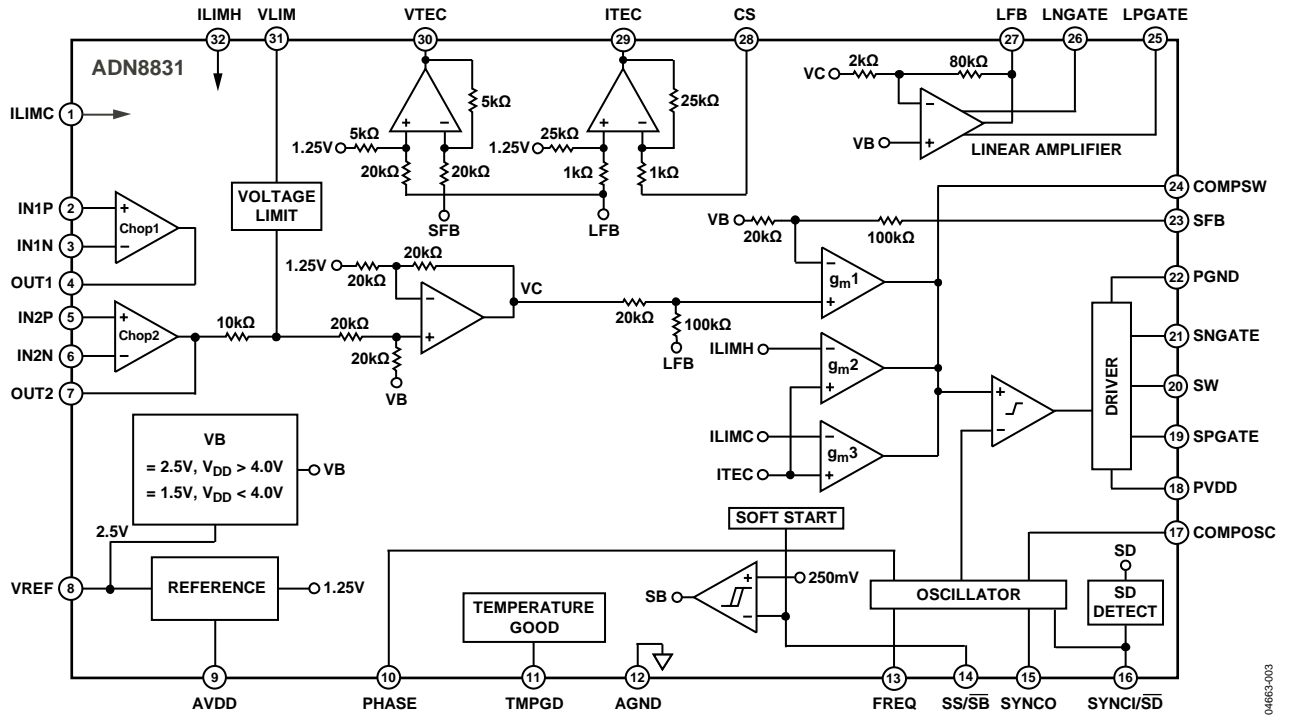 ILIMH VLIM VTEC ITEC CS LFB LNGATE LPGATE
32 31 30 29 28 27 26 25
ADN8831
ILIMC 1
2kΩ 80kΩ
VC
5kΩ 25kΩ
–
+ – + –
5kΩ 25kΩ
1.25V 1.25V
VB +
LINEAR AMPLIFIER
20kΩ 20kΩ 1kΩ 1kΩ
24 COMPSW
VOLTAGE
LIMIT
IN1P 2
+
Chop1
–
IN1N 3
OUT1 4
SFB LFB
VB 20kΩ 100kΩ 23 SFB
1.25V 20kΩ 20kΩ
VC
–
gm1
+
22 PGND
IN2P 5
+
Chop2
–
IN2N 6
OUT2 7
10kΩ 20kΩ
–
+
20kΩ
VB
20kΩ
100kΩ
LFB
ILIMH –
gm2
+
21 SNGATE
DRIVER
20 SW
+
–
ILIMC –
gm3
ITEC +
19 SPGATE
18 PVDD
VB
= 2.5V, VDD > 4.0V
= 1.5V, VDD < 4.0V
VB
2.5V
SOFT START
17 COMPOSC
VREF 8
REFERENCE 1.25V
TEMPERATURE
GOOD
SB
+
–
250mV
OSCILLATOR
SD
SD
DETECT
9 10 11 12 13 14 15 16
AVDD PHASE TMPGD AGND FREQ SS/S̅B̅ SYNCO SYNCI/S̅D̅
04663-003